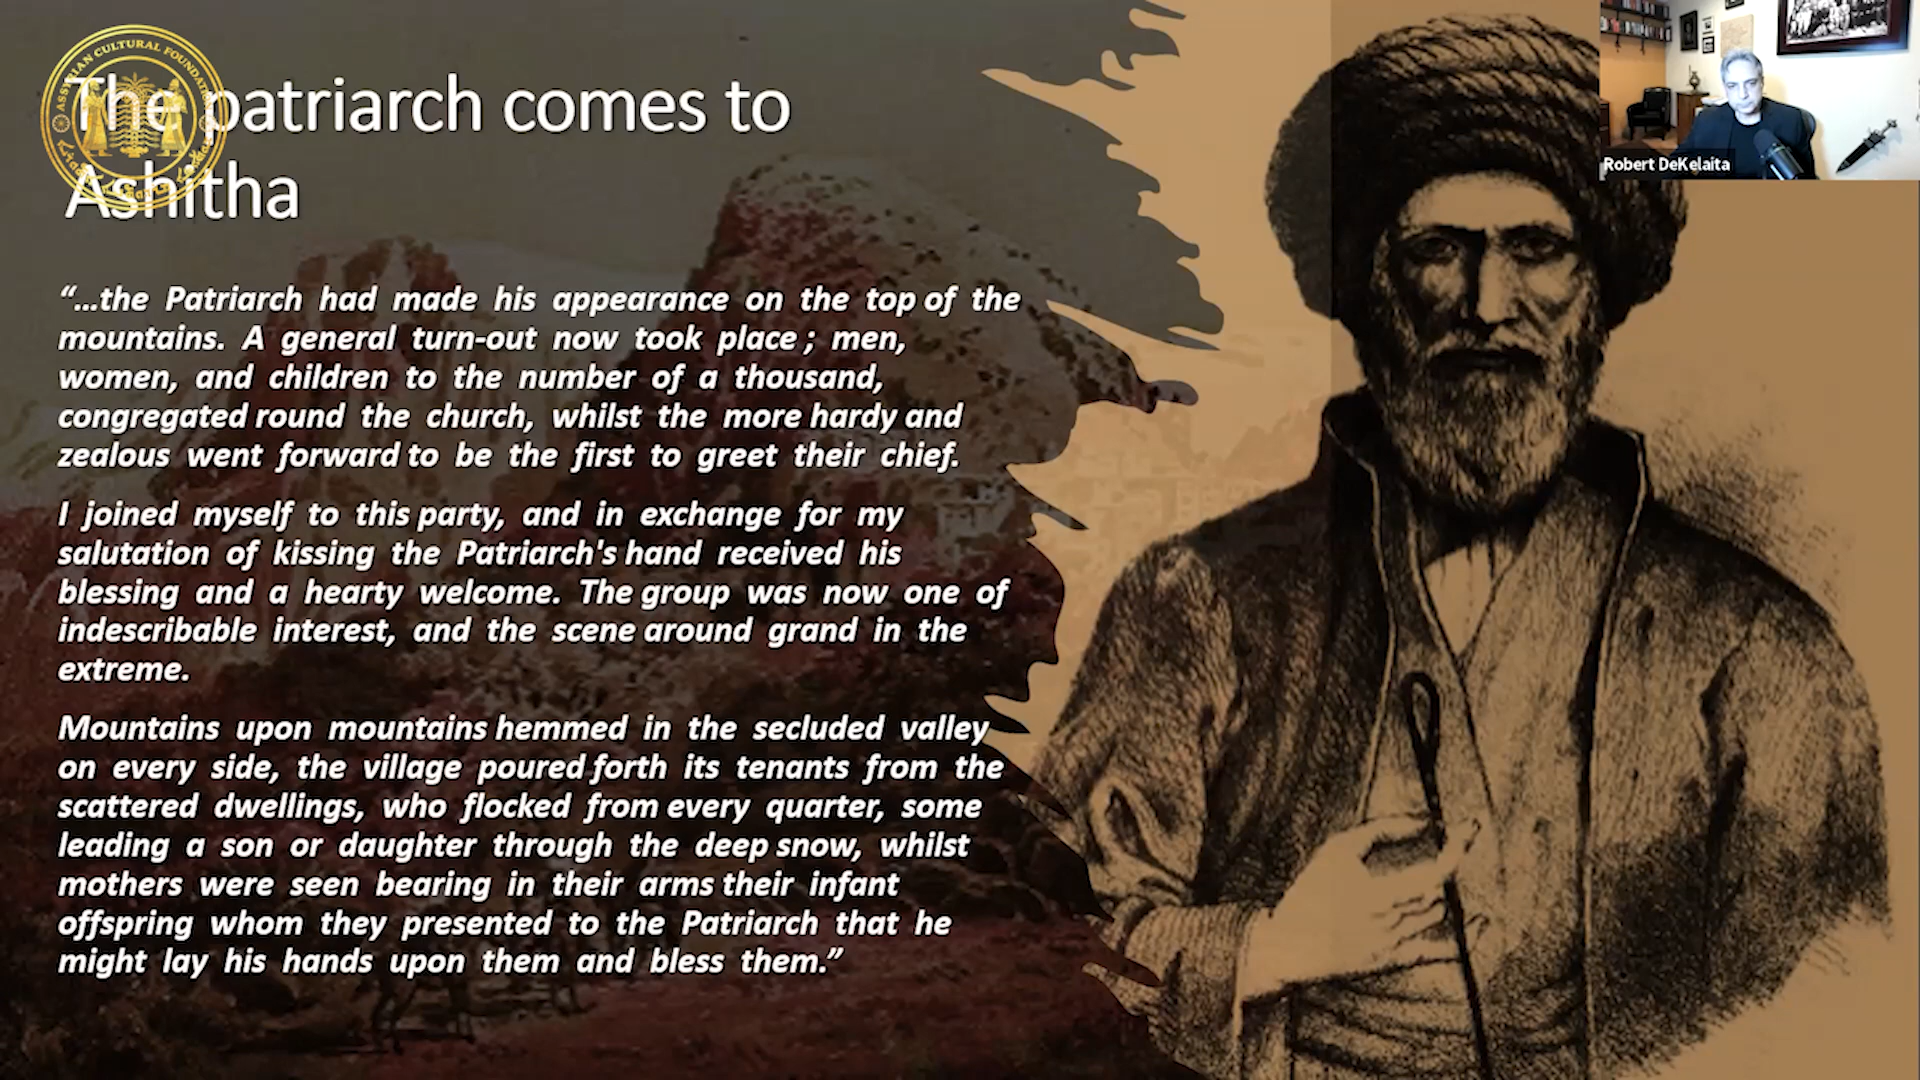 ASSYRIAN CULTURAL FOUNDATION
The patriarch comes to
Ashitha
“...the Patriarch had made his appearance on the top of the
mountains. A general turn-out now took place ; men,
women, and children to the number of a thousand,
congregated round the church, whilst the more hardy and
zealous went forward to be the first to greet their chief.
I joined myself to this party, and in exchange for my
salutation of kissing the Patriarch's hand received his
blessing and a hearty welcome. The group was now one of
indescribable interest, and the scene around grand in the
extreme.
Mountains upon mountains hemmed in the secluded valley
on every side, the village poured forth its tenants from the
scattered dwellings, who flocked from every quarter, some
leading a son or daughter through the deep snow, whilst
mothers were seen bearing in their arms their infant
offspring whom they presented to the Patriarch that he
might lay his hands upon them and bless them.”
Robert DeKelaita